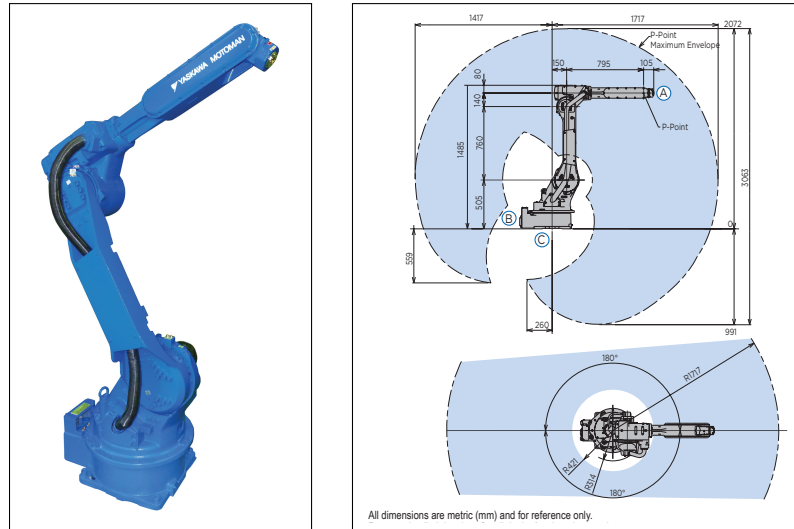 YASKAWA MOTOMAN
1417
1717
2072
P-Point
Maximum Envelope
150
795
105
80
A
140
P-Point
1485
760
3063
505
B
0
C
559
260
991
180°
R1717
R421
R314
180°
All dimensions are metric (mm) and for reference only.